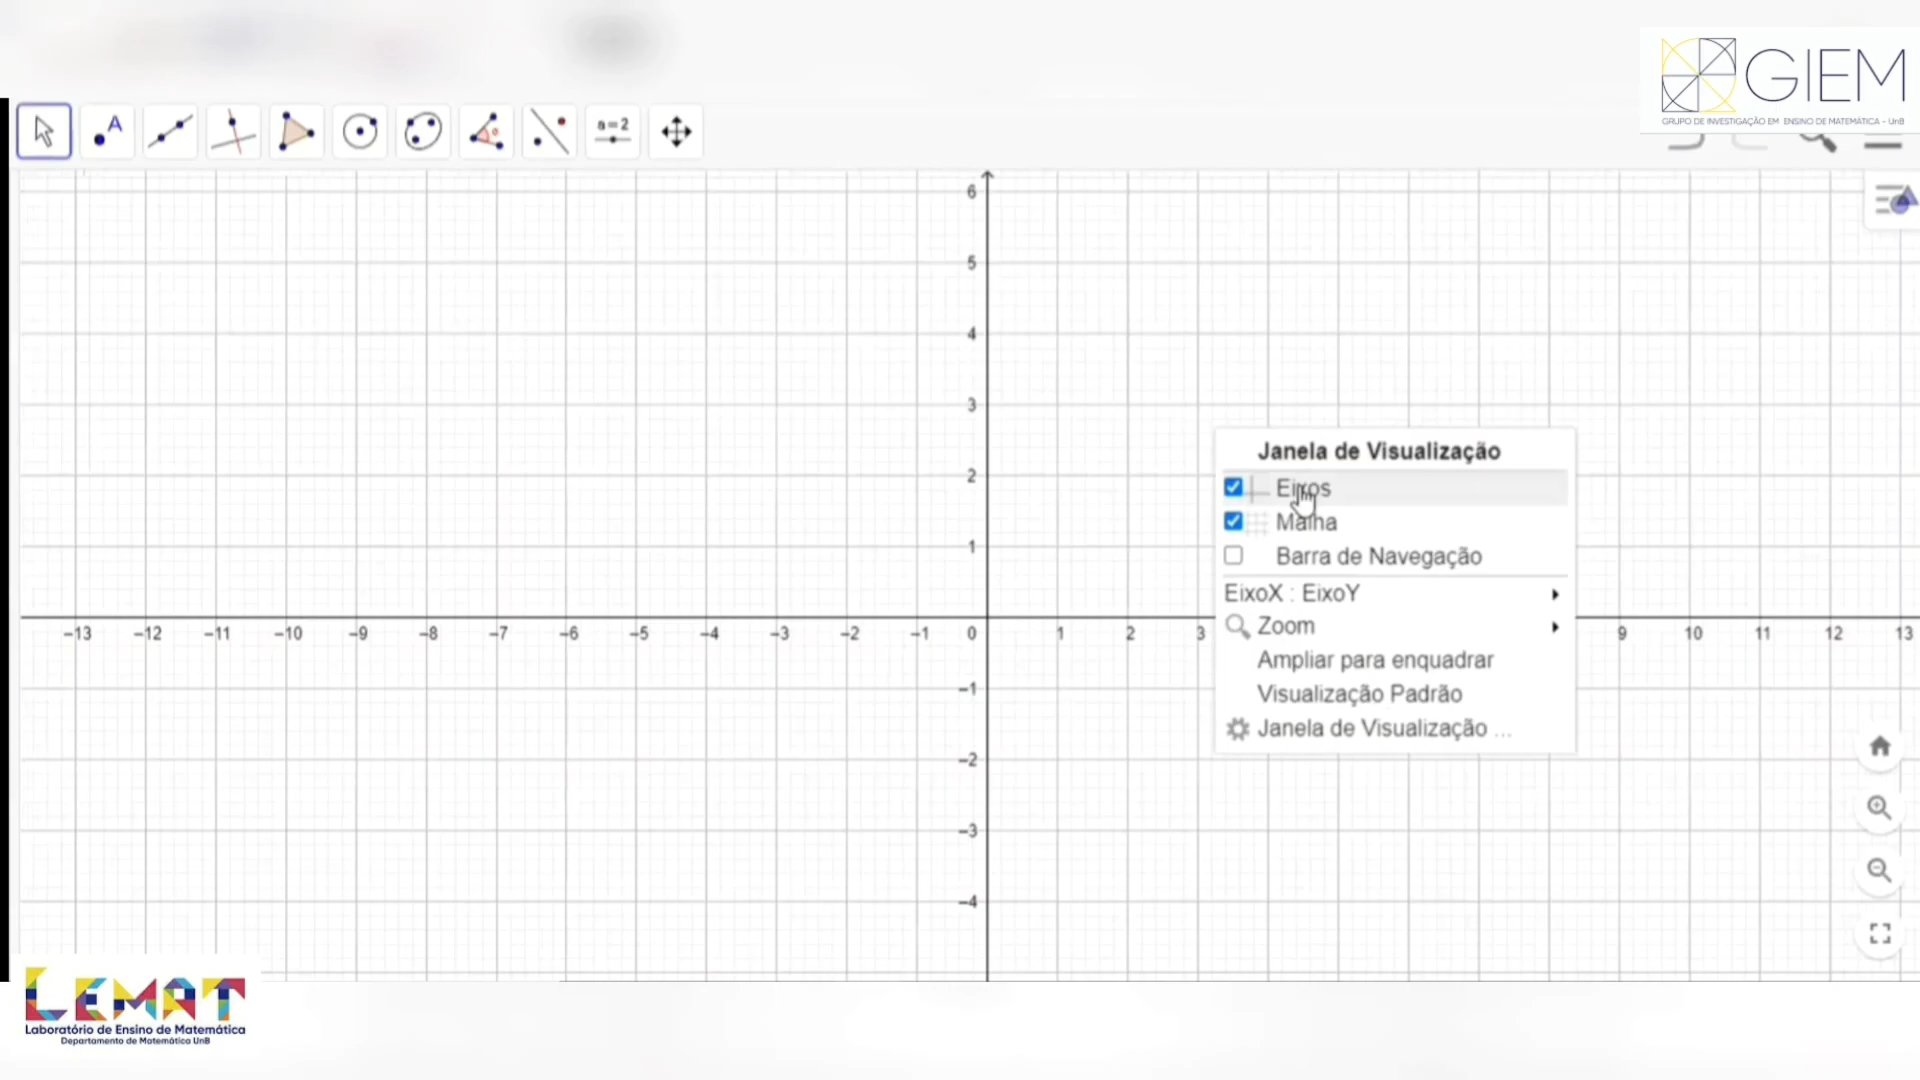 GIEM
GRUPO DE INVESTIGAÇÃO EM ENSINO DE MATEMÁTICA - UnB
A
a=2
6
5
4
3
2
1
Janela de Visualização
Eixos
Malha
Barra de Navegação
EixoX : EixoY
Zoom
Ampliar para enquadrar
Visualização Padrão
Janela de Visualização ...
−13 −12 −11 −10 −9 −8 −7 −6 −5 −4 −3 −2 −1 0 1 2 3 9 10 11 12 13
−1
−2
−3
−4
LEMAT
Laboratório de Ensino de Matemática
Departamento de Matemática UnB